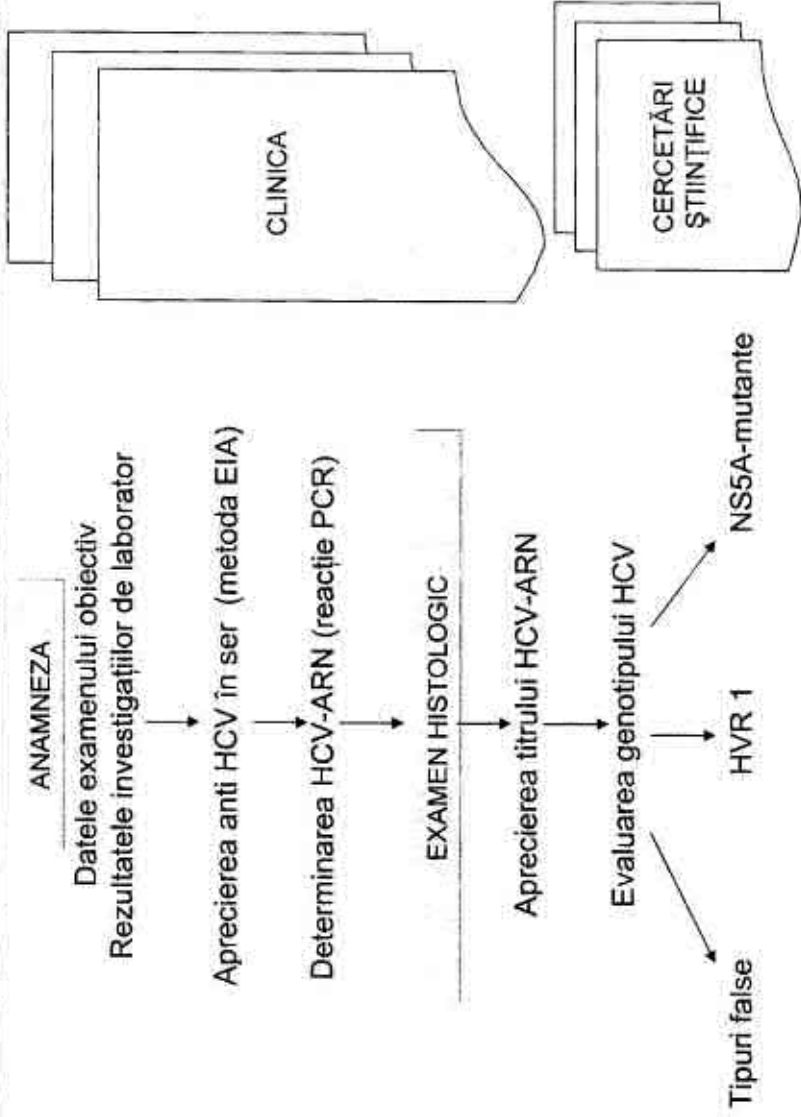 ANAMNEZA
Datele examenului obiectiv
Rezultatele investigațiilor de laborator
Aprecierea anti HCV în ser (metoda EIA)
Determinarea HCV-ARN (reacție PCR)
EXAMEN HISTOLOGIC
Aprecierea titrului HCV-ARN
Evaluarea genotipului HCV
Tipuri false
HVR 1
NS5A-mutante
CLINICA
CERCETĂRI
ȘTIINȚIFICE